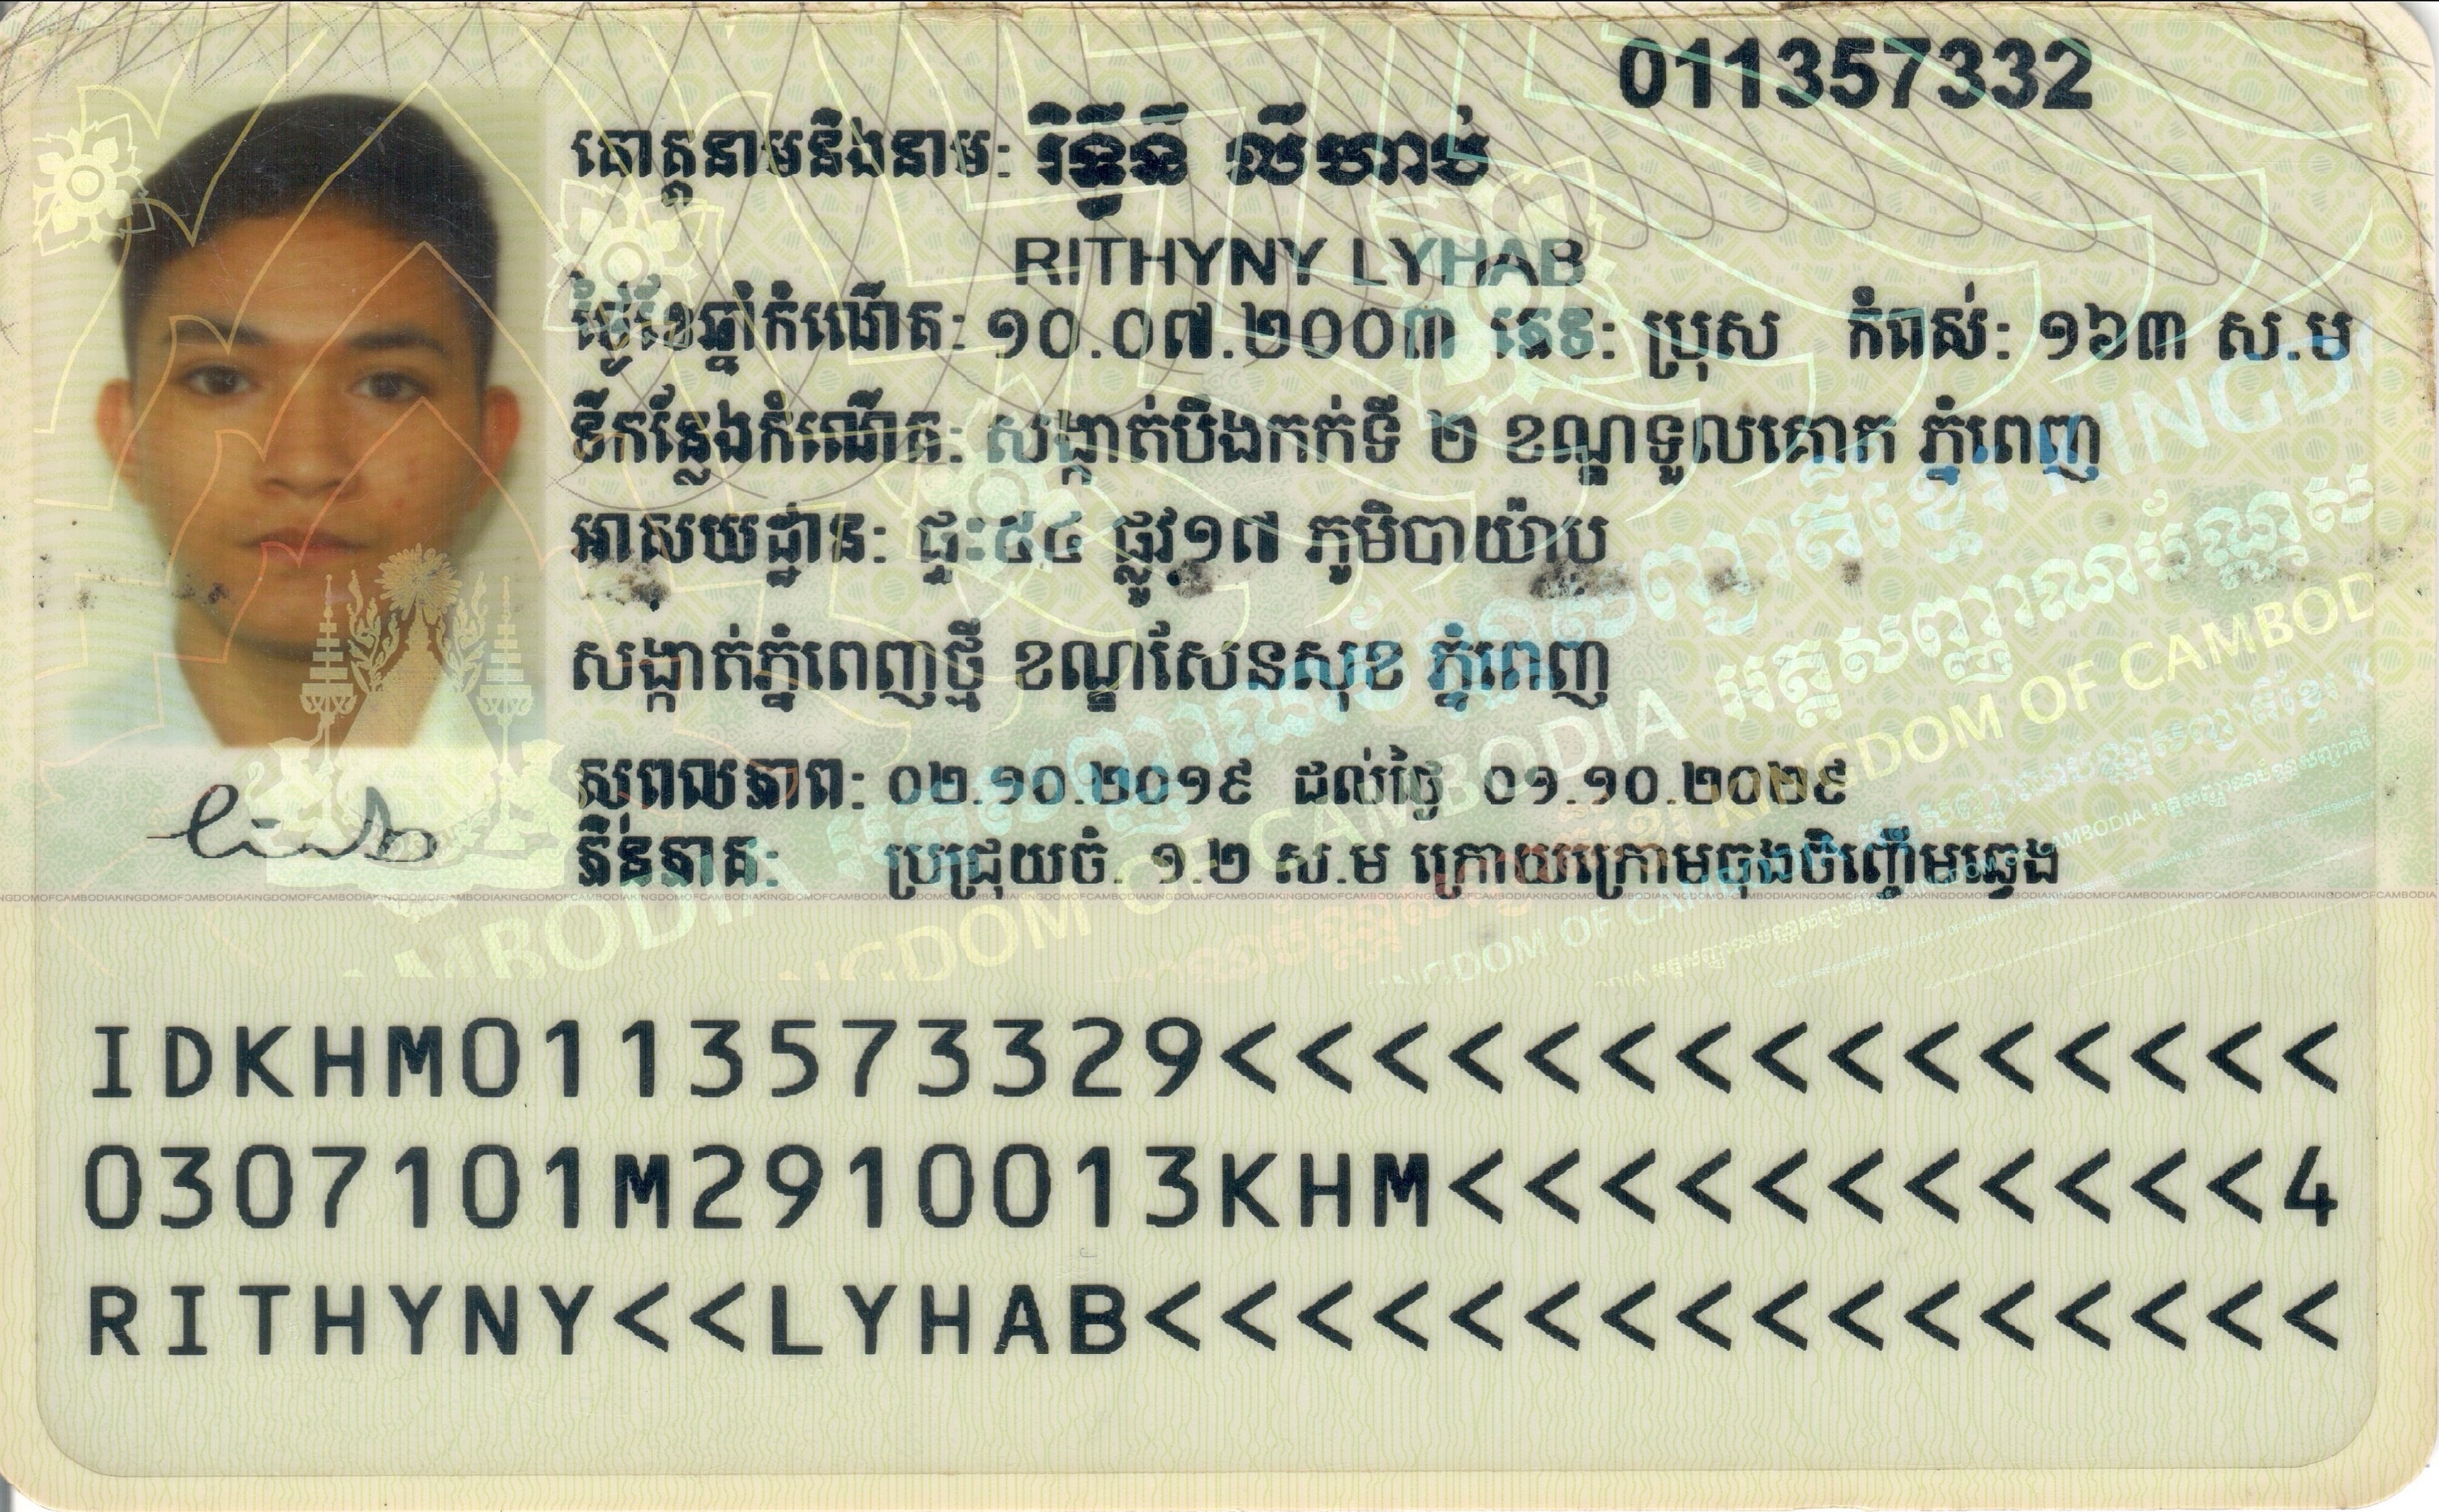 011357332
គោត្តនាមនិងនាម: រិទ្ធីនី លីហាប់
RITHYNY LYHAB
ថ្ងៃខែឆ្នាំកំណើត: ១០.០៧.២០០៣ ភេទ: ប្រុស កំពស់: ១៦៣ ស.ម
ទីកន្លែងកំណើត: សង្កាត់បឹងកក់ទី ២ ខណ្ឌទួលគោក ភ្នំពេញ
អាសយដ្ឋាន: ផ្ទះ៥៤ ផ្លូវ១៧ ភូមិបាយ៉ាប
សង្កាត់ភ្នំពេញថ្មី ខណ្ឌសែនសុខ ភ្នំពេញ
សុពលភាព: ០២.១០.២០១៩ ដល់ថ្ងៃ ០១.១០.២០២៩
ភិនភាគ: ប្រជ្រុយចំ. ១.២ ស.ម ក្រោយក្រោមចុងចិញ្ចើមឆ្វេង
IDKHM0113573329<<<<<<<<<<<<<<<
0307101M2910013KHM<<<<<<<<<<<4
RITHYNY<<LYHAB<<<<<<<<<<<<<<<<